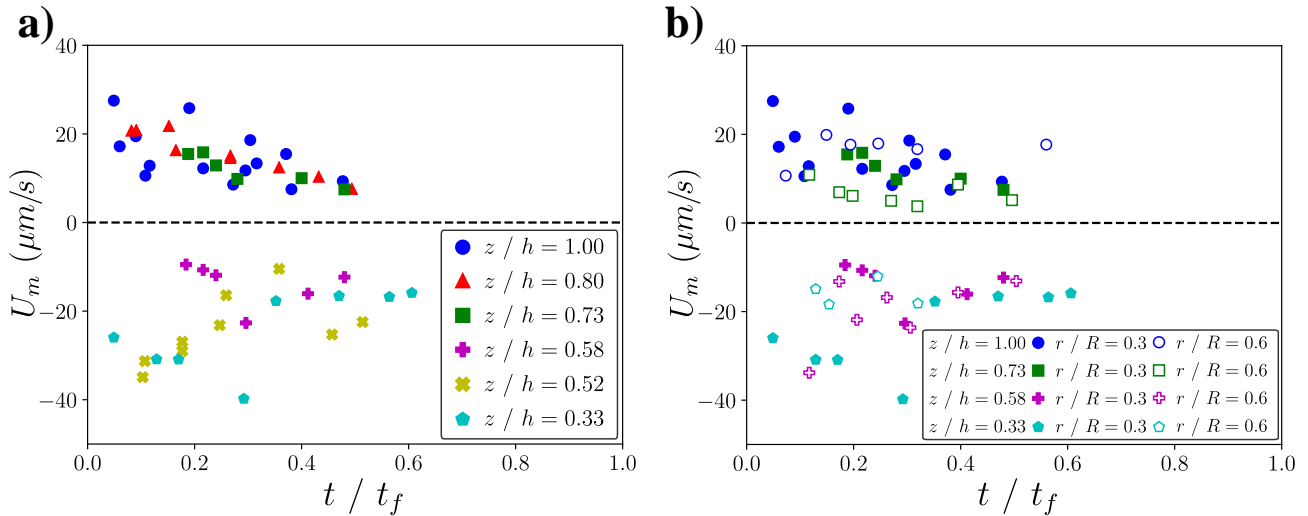 a)
40
20
0
−20
−40
U_m (μm/s)
z / h = 1.00
z / h = 0.80
z / h = 0.73
z / h = 0.58
z / h = 0.52
z / h = 0.33
0.0 0.2 0.4 0.6 0.8 1.0
t / t_f
b)
40
20
0
−20
−40
U_m (μm/s)
z / h = 1.00 r / R = 0.3 r / R = 0.6
z / h = 0.73 r / R = 0.3 r / R = 0.6
z / h = 0.58 r / R = 0.3 r / R = 0.6
z / h = 0.33 r / R = 0.3 r / R = 0.6
0.0 0.2 0.4 0.6 0.8 1.0
t / t_f